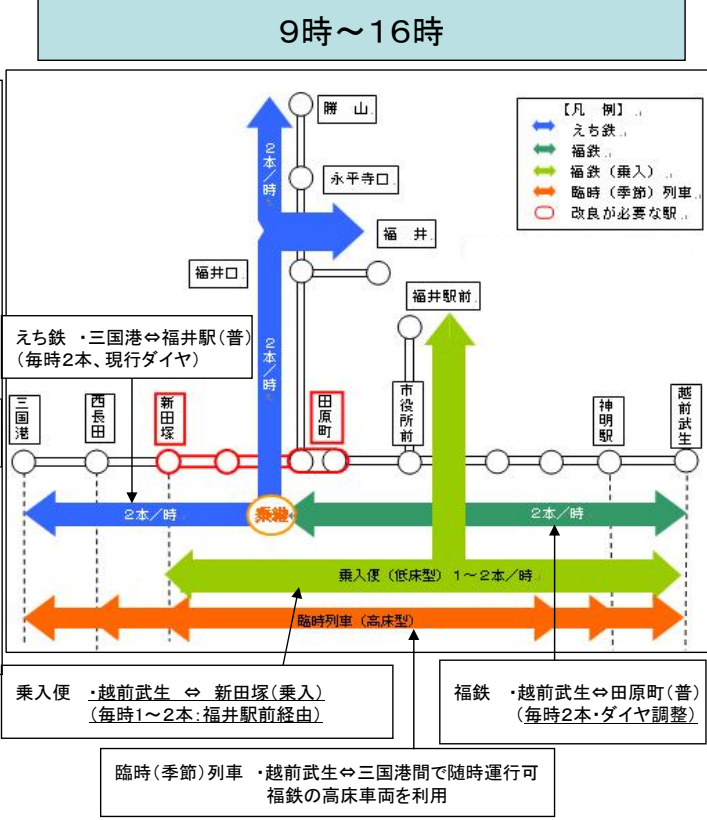 9時～16時
【凡 例】
えち鉄
福鉄
福鉄（乗入）
臨時（季節）列車
改良が必要な駅
勝 山
永平寺口
福 井
福井口
福井駅前
2本／時
2本／時
えち鉄 ・三国港⇔福井駅（普）
（毎時2本、現行ダイヤ）
三国港
西長田
新田塚
田原町
市役所前
神明駅
越前武生
2本／時
乗継
2本／時
乗入便（低床型）1～2本／時
臨時列車（高床型）
乗入便 ・越前武生 ⇔ 新田塚（乗入）
（毎時1～2本：福井駅前経由）
福鉄 ・越前武生⇔田原町（普）
（毎時2本・ダイヤ調整）
臨時（季節）列車 ・越前武生⇔三国港間で随時運行可
福鉄の高床車両を利用